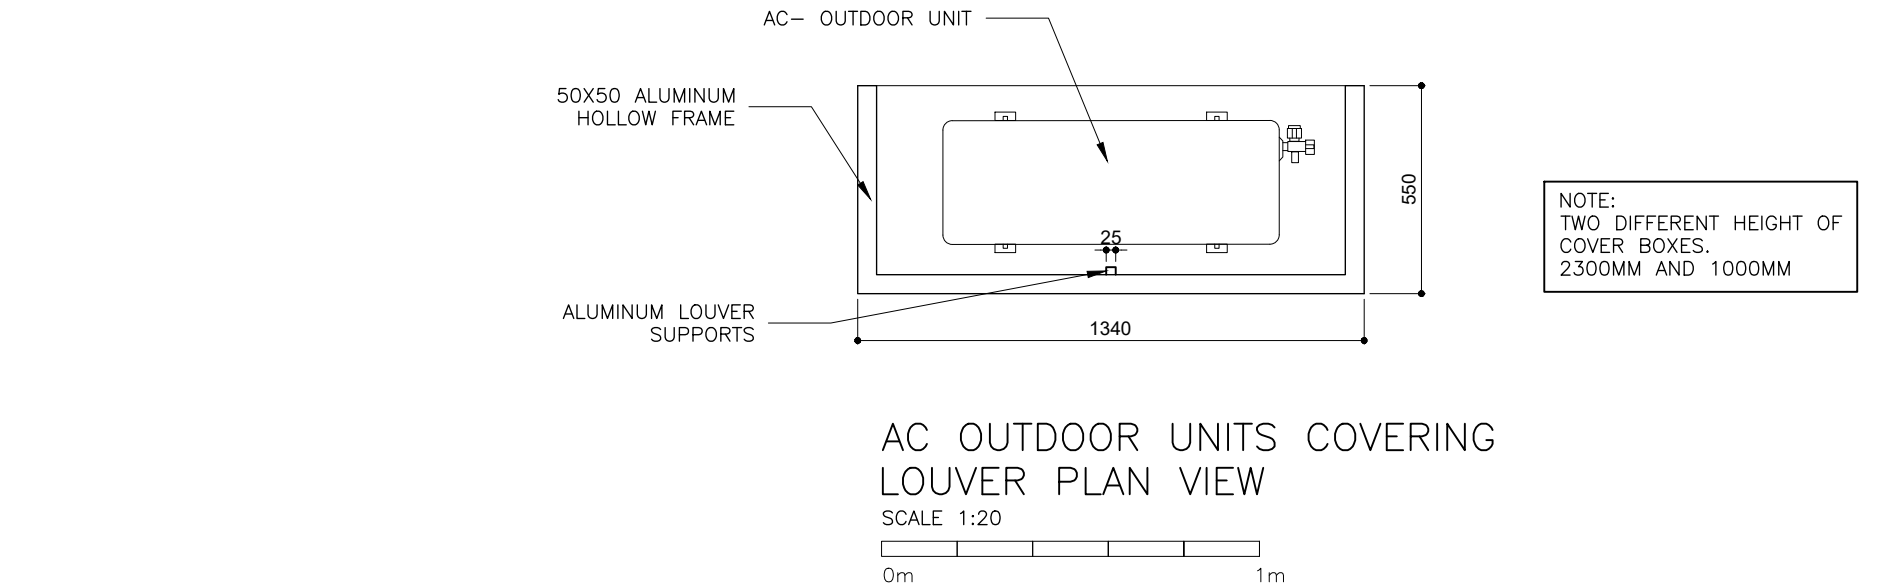 AC- OUTDOOR UNIT
50X50 ALUMINUM
HOLLOW FRAME
25
550
NOTE:
TWO DIFFERENT HEIGHT OF
COVER BOXES.
2300MM AND 1000MM
ALUMINUM LOUVER
SUPPORTS
1340
AC OUTDOOR UNITS COVERING
LOUVER PLAN VIEW
SCALE 1:20
0m 1m